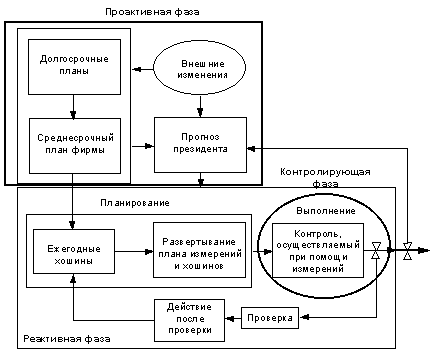 Проактивная фаза
Долгосрочные
планы
Внешние
изменения
Среднесрочный
план фирмы
Прогноз
президента
Контролирующая
фаза
Планирование
Выполнение
Ежегодные
хошины
Развертывание
плана измерений
и хошинов
Контроль,
осуществляемый
при помощи
измерений
Действие
после
проверки
Проверка
Реактивная фаза